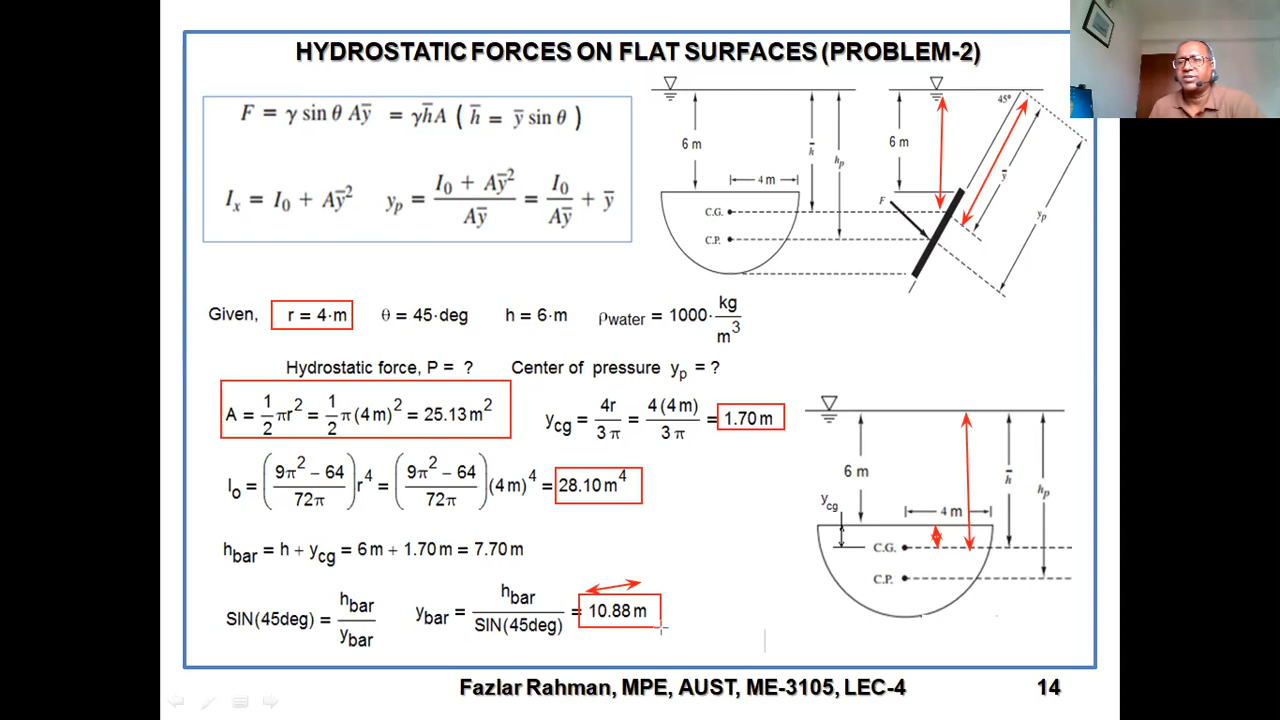 HYDROSTATIC FORCES ON FLAT SURFACES (PROBLEM-2)
F = γ sin θ Aȳ = γh̄A ( h̄ = ȳ sin θ )
Iₓ = I₀ + Aȳ² yₚ = (I₀ + Aȳ²)/(Aȳ) = I₀/(Aȳ) + ȳ
6 m
h̄
hp
4 m
C.G.
C.P.
45°
6 m
F
ȳ
yp
Given, r = 4·m θ = 45·deg h = 6·m ρwater = 1000· kg/m³
Hydrostatic force, P = ? Center of pressure yp = ?
A = 1/2 πr² = 1/2 π(4 m)² = 25.13 m² ycg = 4r/3π = 4(4m)/3π = 1.70 m
Io = ((9π² − 64)/72π) r⁴ = ((9π² − 64)/72π) (4m)⁴ = 28.10 m⁴
hbar = h + ycg = 6 m + 1.70 m = 7.70 m
SIN(45deg) = hbar/ybar ybar = hbar/SIN(45deg) = 10.88 m
6 m
h̄
hp
ycg
4 m
C.G.
C.P.
Fazlar Rahman, MPE, AUST, ME-3105, LEC-4 14